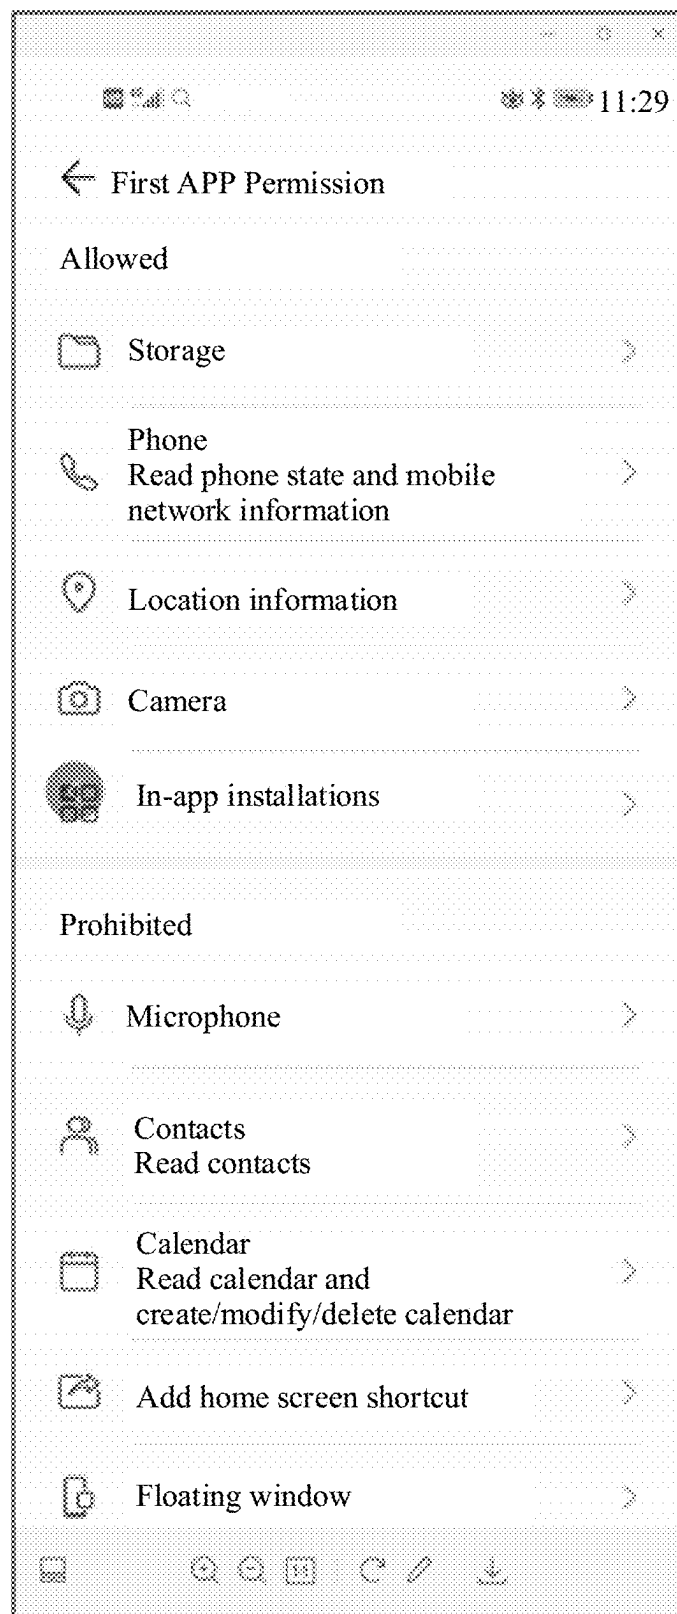 11:29
First APP Permission
Allowed
Storage
Phone
Read phone state and mobile
network information
Location information
Camera
In-app installations
Prohibited
Microphone
Contacts
Read contacts
Calendar
Read calendar and
create/modify/delete calendar
Add home screen shortcut
Floating window